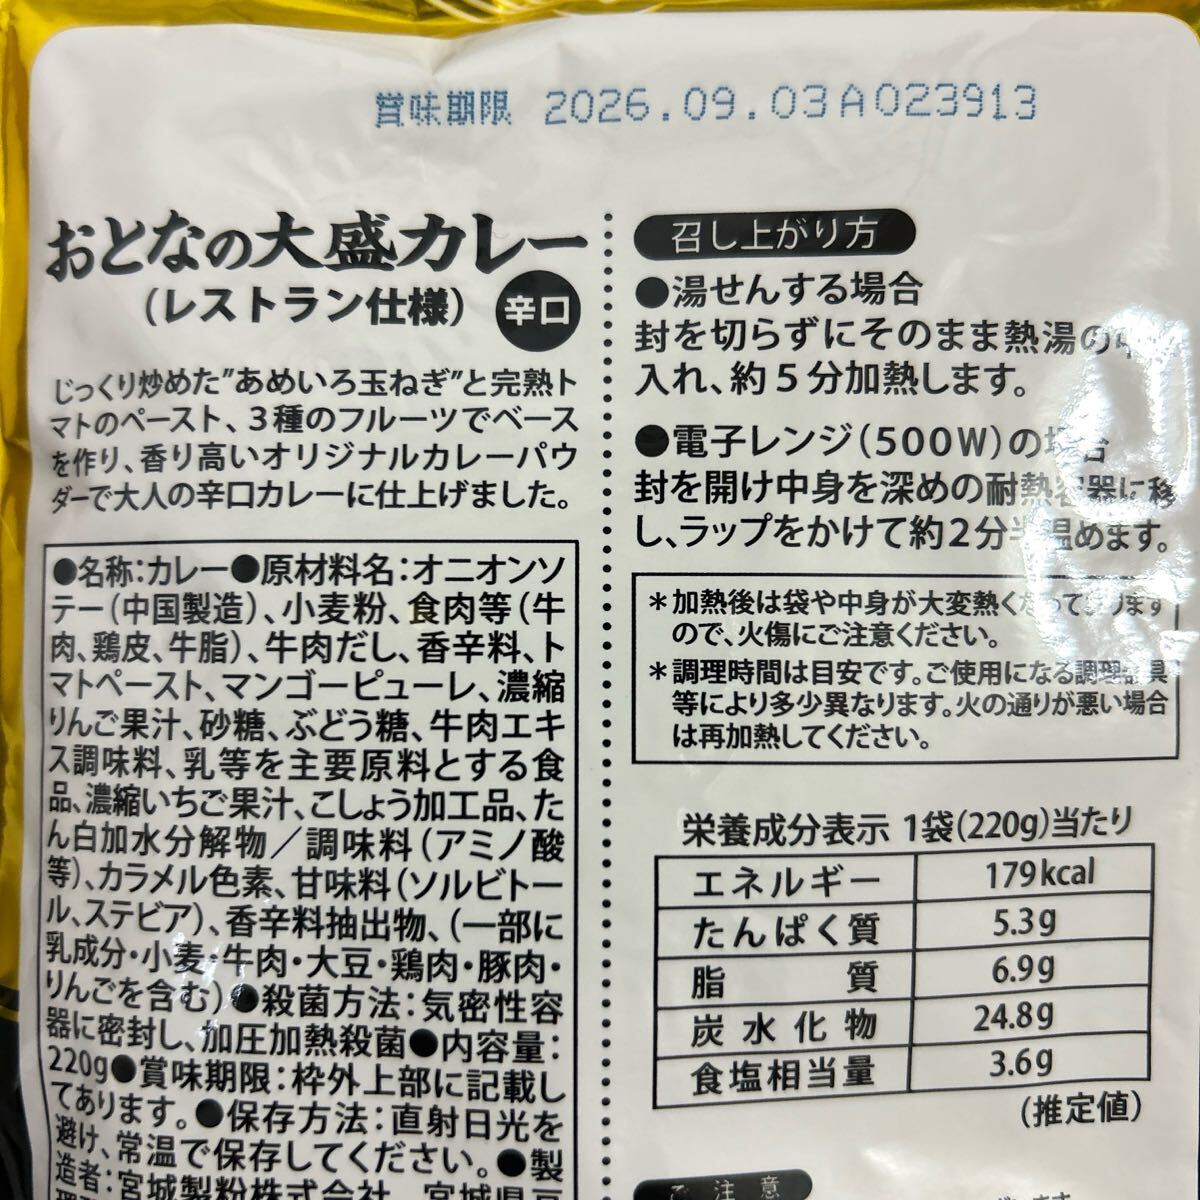 賞味期限 2026.09.03A023913
おとなの大盛カレー
(レストラン仕様) 辛口
じっくり炒めた"あめいろ玉ねぎ"と完熟ト
マトのペースト、3種のフルーツでベース
を作り、香り高いオリジナルカレーパウ
ダーで大人の辛口カレーに仕上げました。
●名称:カレー●原材料名:オニオンソ
テー(中国製造)、小麦粉、食肉等(牛
肉、鶏皮、牛脂)、牛肉だし、香辛料、ト
マトペースト、マンゴーピューレ、濃縮
りんご果汁、砂糖、ぶどう糖、牛肉エキ
ス調味料、乳等を主要原料とする食
品、濃縮いちご果汁、こしょう加工品、た
ん白加水分解物/調味料(アミノ酸
等)、カラメル色素、甘味料(ソルビトー
ル、ステビア)、香辛料抽出物、(一部に
乳成分・小麦・牛肉・大豆・鶏肉・豚肉・
りんごを含む)●殺菌方法:気密性容
器に密封し、加圧加熱殺菌●内容量:
220g●賞味期限:枠外上部に記載し
てあります。●保存方法:直射日光を
避け、常温で保存してください。●製
造者:宮城製粉株式会社 宮城県
召し上がり方
●湯せんする場合
封を切らずにそのまま熱湯の中
入れ、約5分加熱します。
●電子レンジ(500W)の場合
封を開け中身を深めの耐熱容器に移
し、ラップをかけて約2分半温めます。
*加熱後は袋や中身が大変熱くなっております
ので、火傷にご注意ください。
*調理時間は目安です。ご使用になる調理器具
等により多少異なります。火の通りが悪い場合
は再加熱してください。
栄養成分表示 1袋(220g)当たり
エネルギー 179kcal
たんぱく質 5.3g
脂質 6.9g
炭水化物 24.8g
食塩相当量 3.6g
(推定値)
ご注意